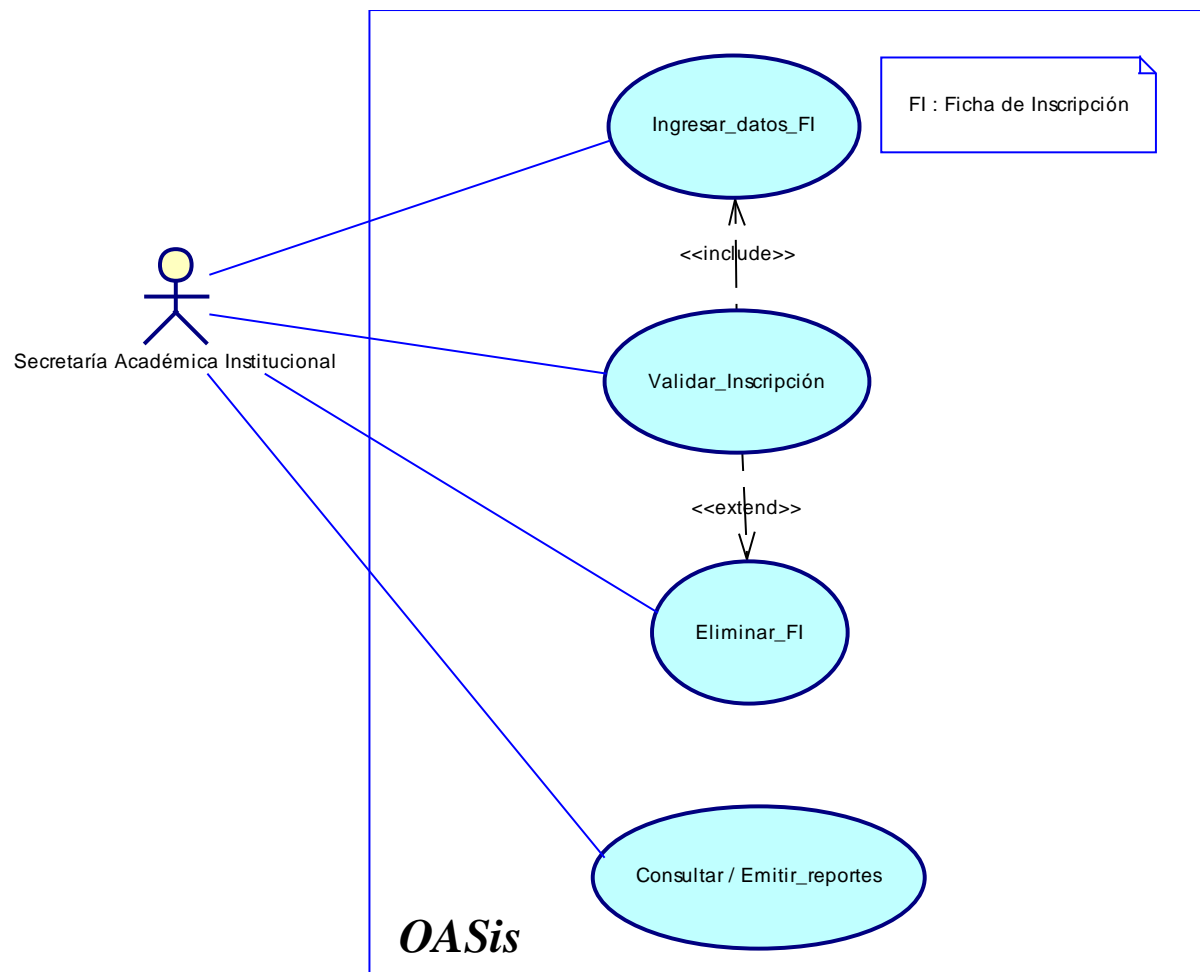 Ingresar_datos_FI
FI : Ficha de Inscripción
<<include>>
Secretaría Académica Institucional
Validar_Inscripción
<<extend>>
Eliminar_FI
Consultar / Emitir_reportes
OASis